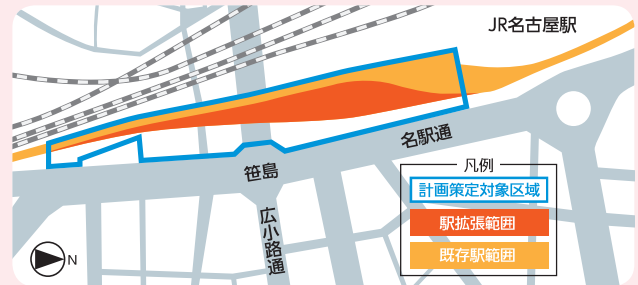 JR名古屋駅
名駅通
笹島
広小路通
凡例
計画策定対象区域
駅拡張範囲
既存駅範囲
N